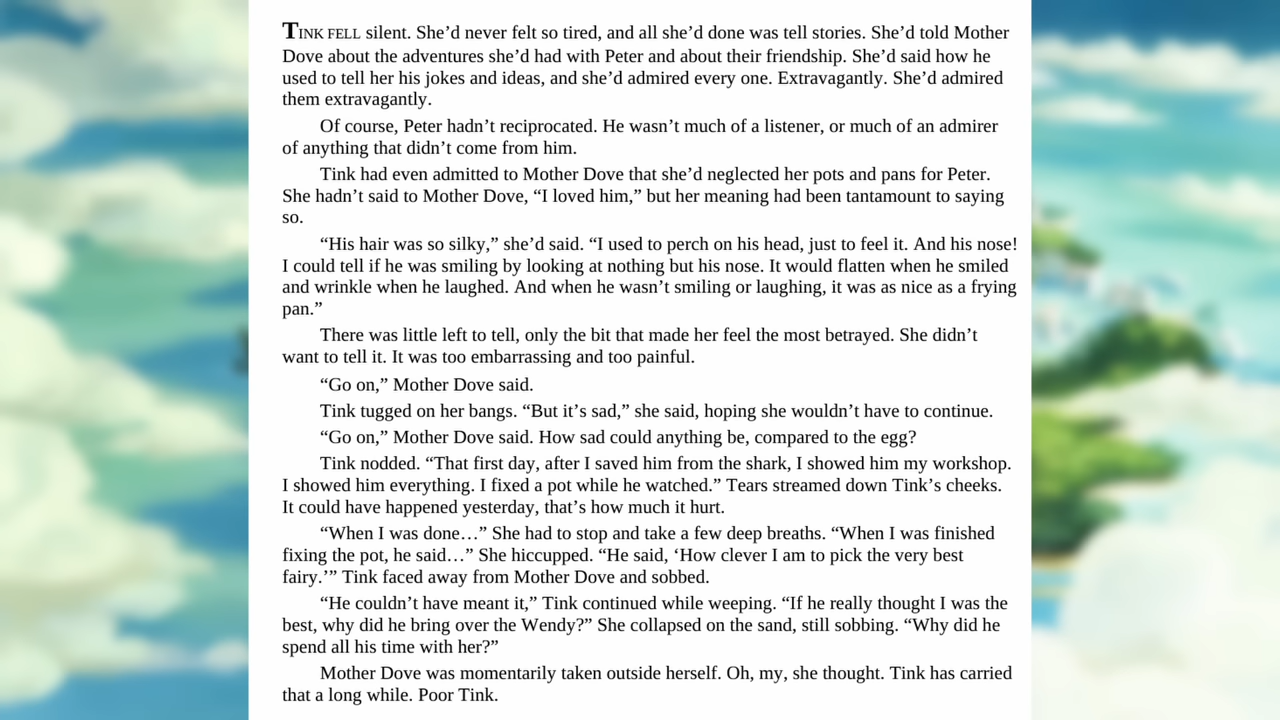 TINK FELL silent. She’d never felt so tired, and all she’d done was tell stories. She’d told Mother
Dove about the adventures she’d had with Peter and about their friendship. She’d said how he
used to tell her his jokes and ideas, and she’d admired every one. Extravagantly. She’d admired
them extravagantly.
Of course, Peter hadn’t reciprocated. He wasn’t much of a listener, or much of an admirer
of anything that didn’t come from him.
Tink had even admitted to Mother Dove that she’d neglected her pots and pans for Peter.
She hadn’t said to Mother Dove, “I loved him,” but her meaning had been tantamount to saying
so.
“His hair was so silky,” she’d said. “I used to perch on his head, just to feel it. And his nose!
I could tell if he was smiling by looking at nothing but his nose. It would flatten when he smiled
and wrinkle when he laughed. And when he wasn’t smiling or laughing, it was as nice as a frying
pan.”
There was little left to tell, only the bit that made her feel the most betrayed. She didn’t
want to tell it. It was too embarrassing and too painful.
“Go on,” Mother Dove said.
Tink tugged on her bangs. “But it’s sad,” she said, hoping she wouldn’t have to continue.
“Go on,” Mother Dove said. How sad could anything be, compared to the egg?
Tink nodded. “That first day, after I saved him from the shark, I showed him my workshop.
I showed him everything. I fixed a pot while he watched.” Tears streamed down Tink’s cheeks.
It could have happened yesterday, that’s how much it hurt.
“When I was done…” She had to stop and take a few deep breaths. “When I was finished
fixing the pot, he said…” She hiccupped. “He said, ‘How clever I am to pick the very best
fairy.’” Tink faced away from Mother Dove and sobbed.
“He couldn’t have meant it,” Tink continued while weeping. “If he really thought I was the
best, why did he bring over the Wendy?” She collapsed on the sand, still sobbing. “Why did he
spend all his time with her?”
Mother Dove was momentarily taken outside herself. Oh, my, she thought. Tink has carried
that a long while. Poor Tink.